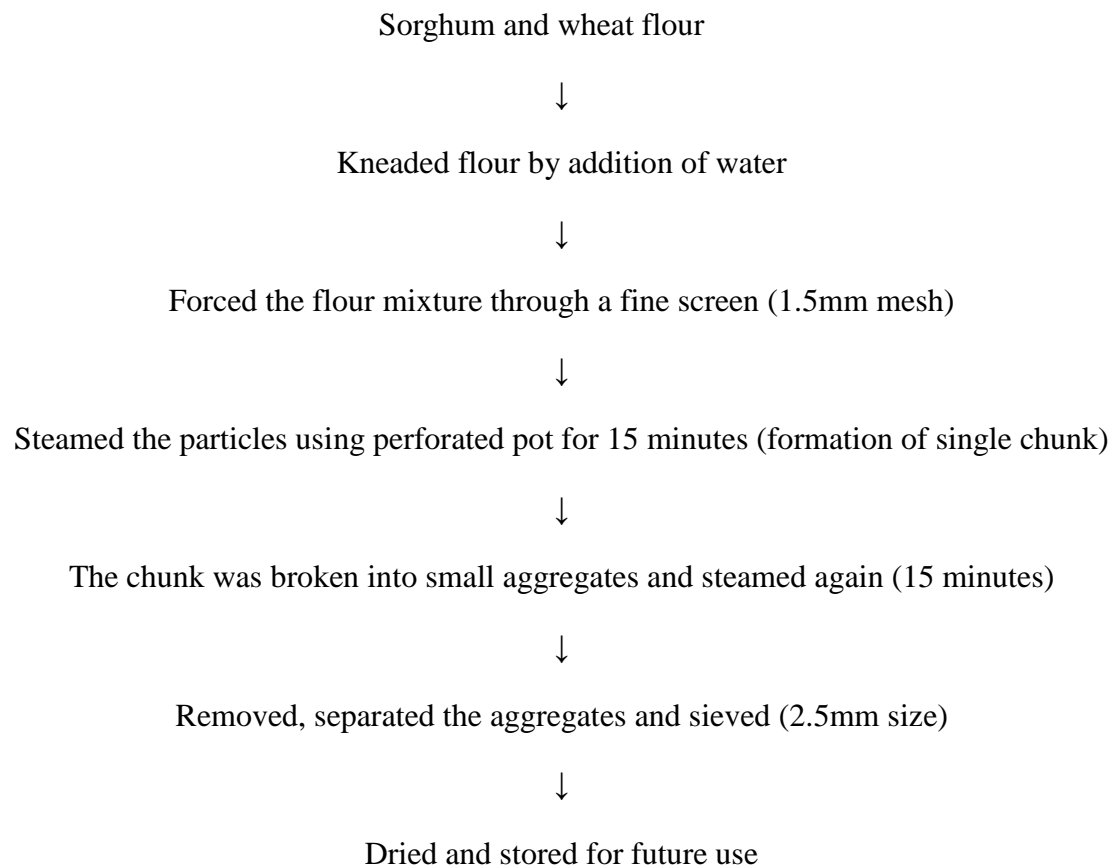 Sorghum and wheat flour
↓
Kneaded flour by addition of water
↓
Forced the flour mixture through a fine screen (1.5mm mesh)
↓
Steamed the particles using perforated pot for 15 minutes (formation of single chunk)
↓
The chunk was broken into small aggregates and steamed again (15 minutes)
↓
Removed, separated the aggregates and sieved (2.5mm size)
↓
Dried and stored for future use